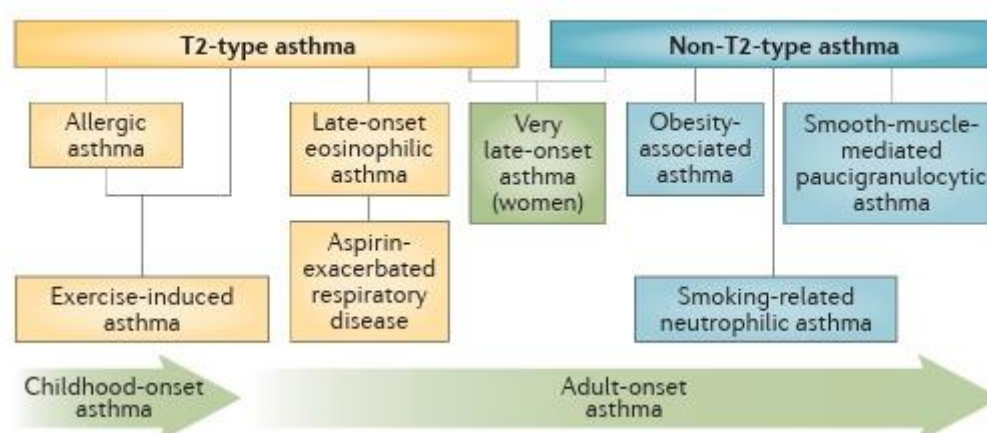 T2-type asthma
Non-T2-type asthma
Allergic
asthma
Late-onset
eosinophilic
asthma
Very
late-onset
asthma
(women)
Obesity-
associated
asthma
Smooth-muscle-
mediated
paucigranulocytic
asthma
Aspirin-
exacerbated
respiratory
disease
Exercise-induced
asthma
Smoking-related
neutrophilic asthma
Childhood-onset
asthma
Adult-onset
asthma